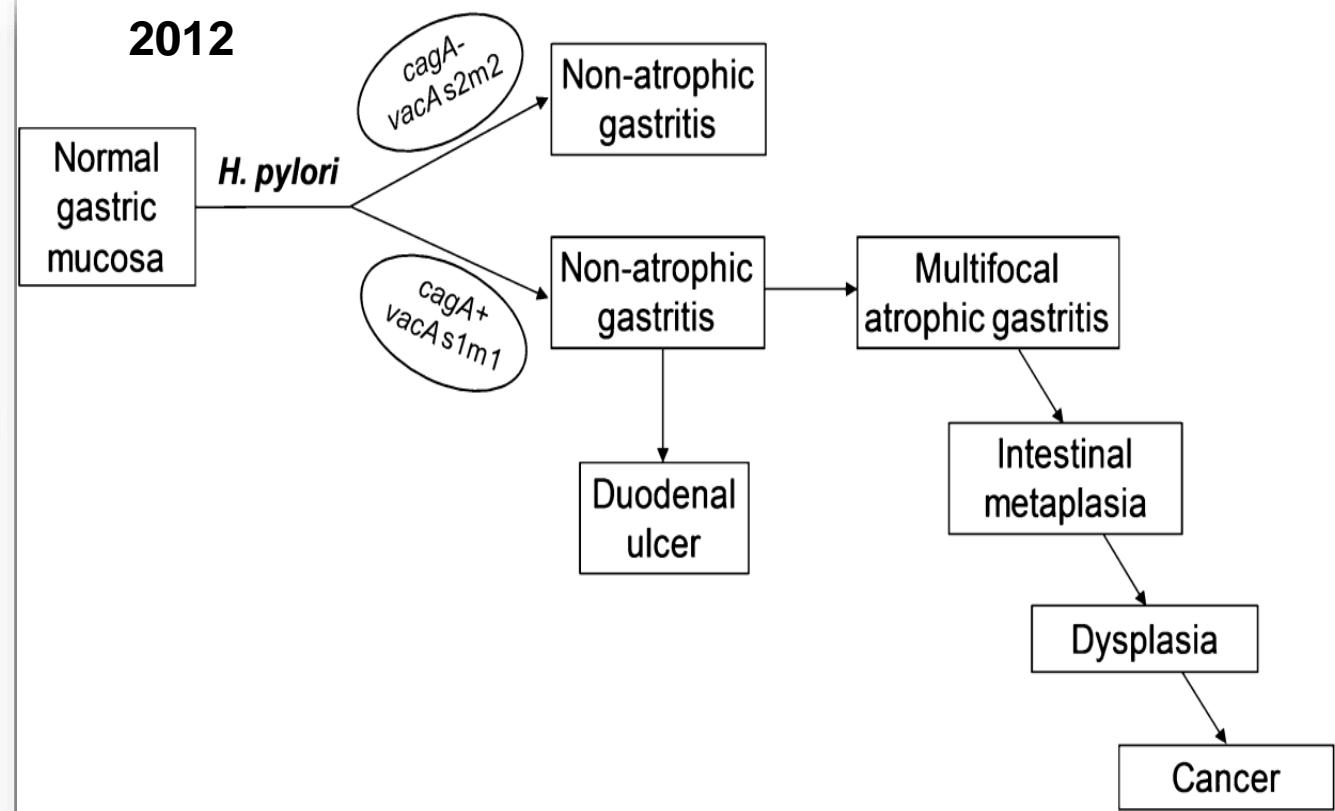 2012
cagA-
vacA s2m2
Non-atrophic
gastritis
Normal
gastric
mucosa
H. pylori
cagA+
vacA s1m1
Non-atrophic
gastritis
Multifocal
atrophic gastritis
Duodenal
ulcer
Intestinal
metaplasia
Dysplasia
Cancer